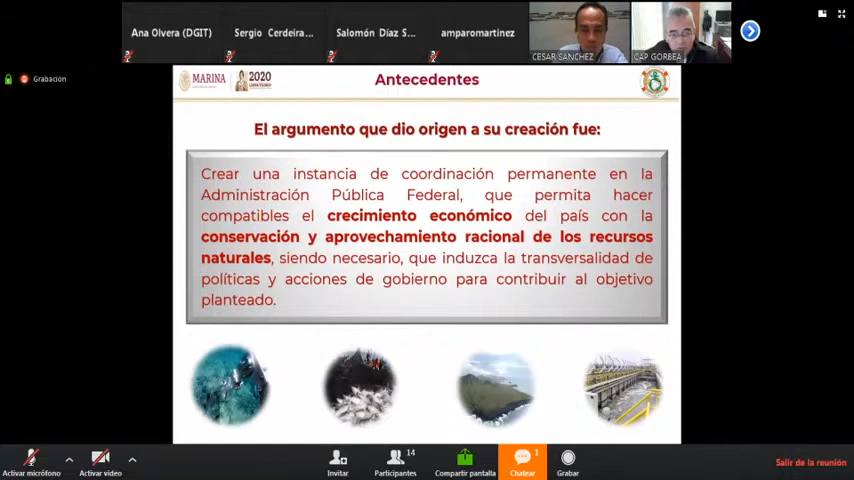 Ana Olvera (DGIT)
Sergio Cerdeira...
Salomón Díaz S...
amparomartinez
CESAR SANCHEZ
CAP GORBEA
Grabación
MARINA
2020
Antecedentes
El argumento que dio origen a su creación fue:
Crear una instancia de coordinación permanente en la
Administración Pública Federal, que permita hacer
compatibles el crecimiento económico del país con la
conservación y aprovechamiento racional de los recursos
naturales, siendo necesario, que induzca la transversalidad de
políticas y acciones de gobierno para contribuir al objetivo
planteado.
Activar micrófono
Activar video
Invitar
14
Participantes
Compartir pantalla
1
Chatear
Grabar
Salir de la reunión